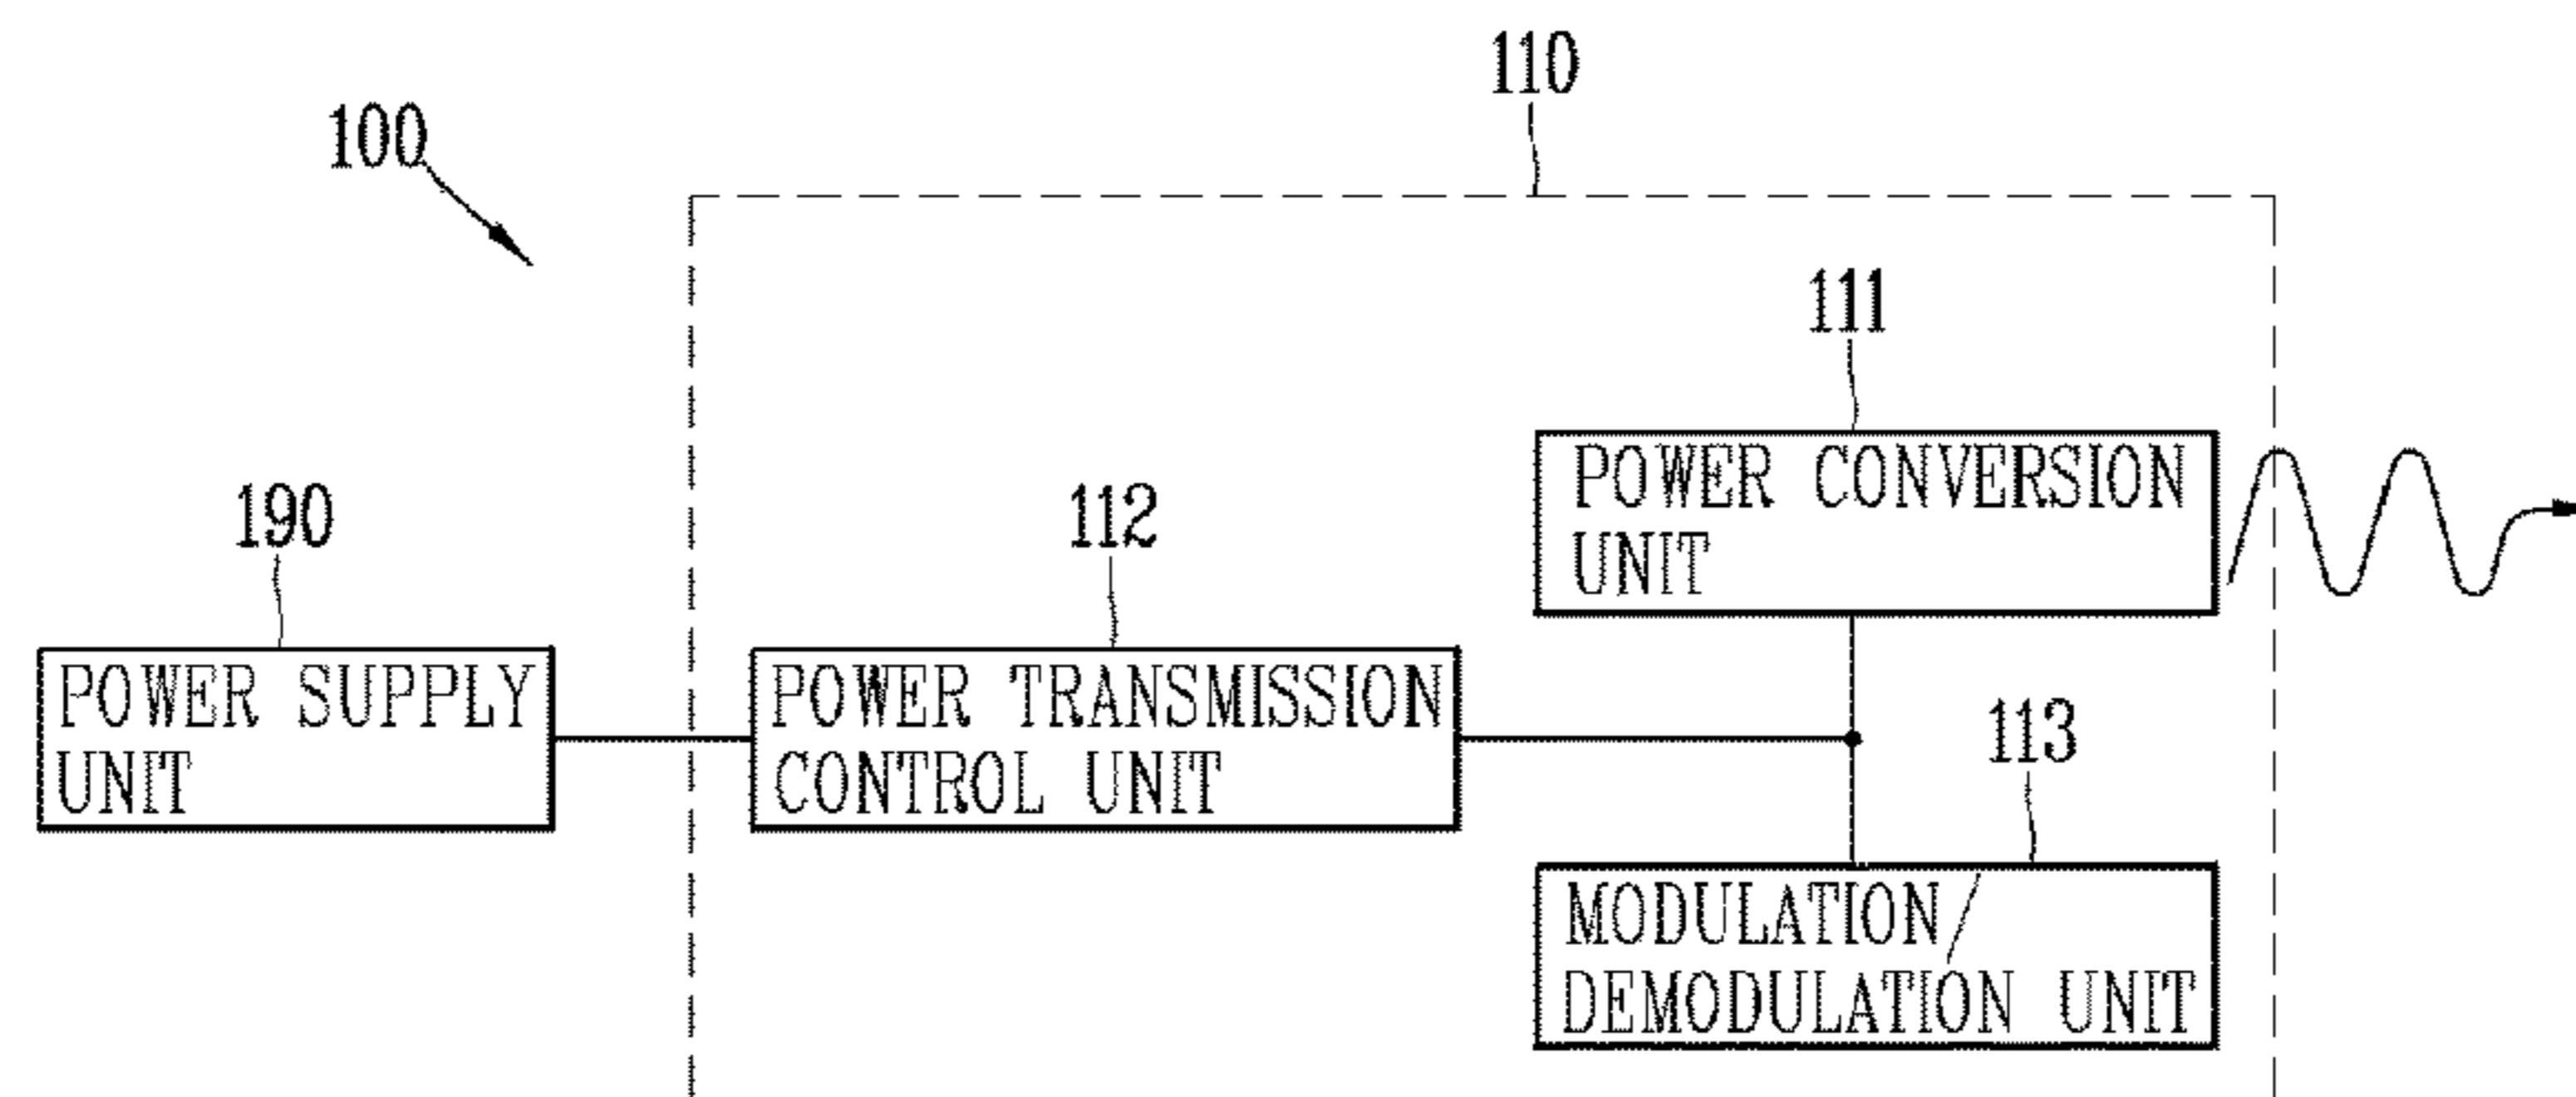 110
100
111
POWER CONVERSION
UNIT
190
112
POWER SUPPLY
UNIT
POWER TRANSMISSION
CONTROL UNIT
113
MODULATION/
DEMODULATION UNIT